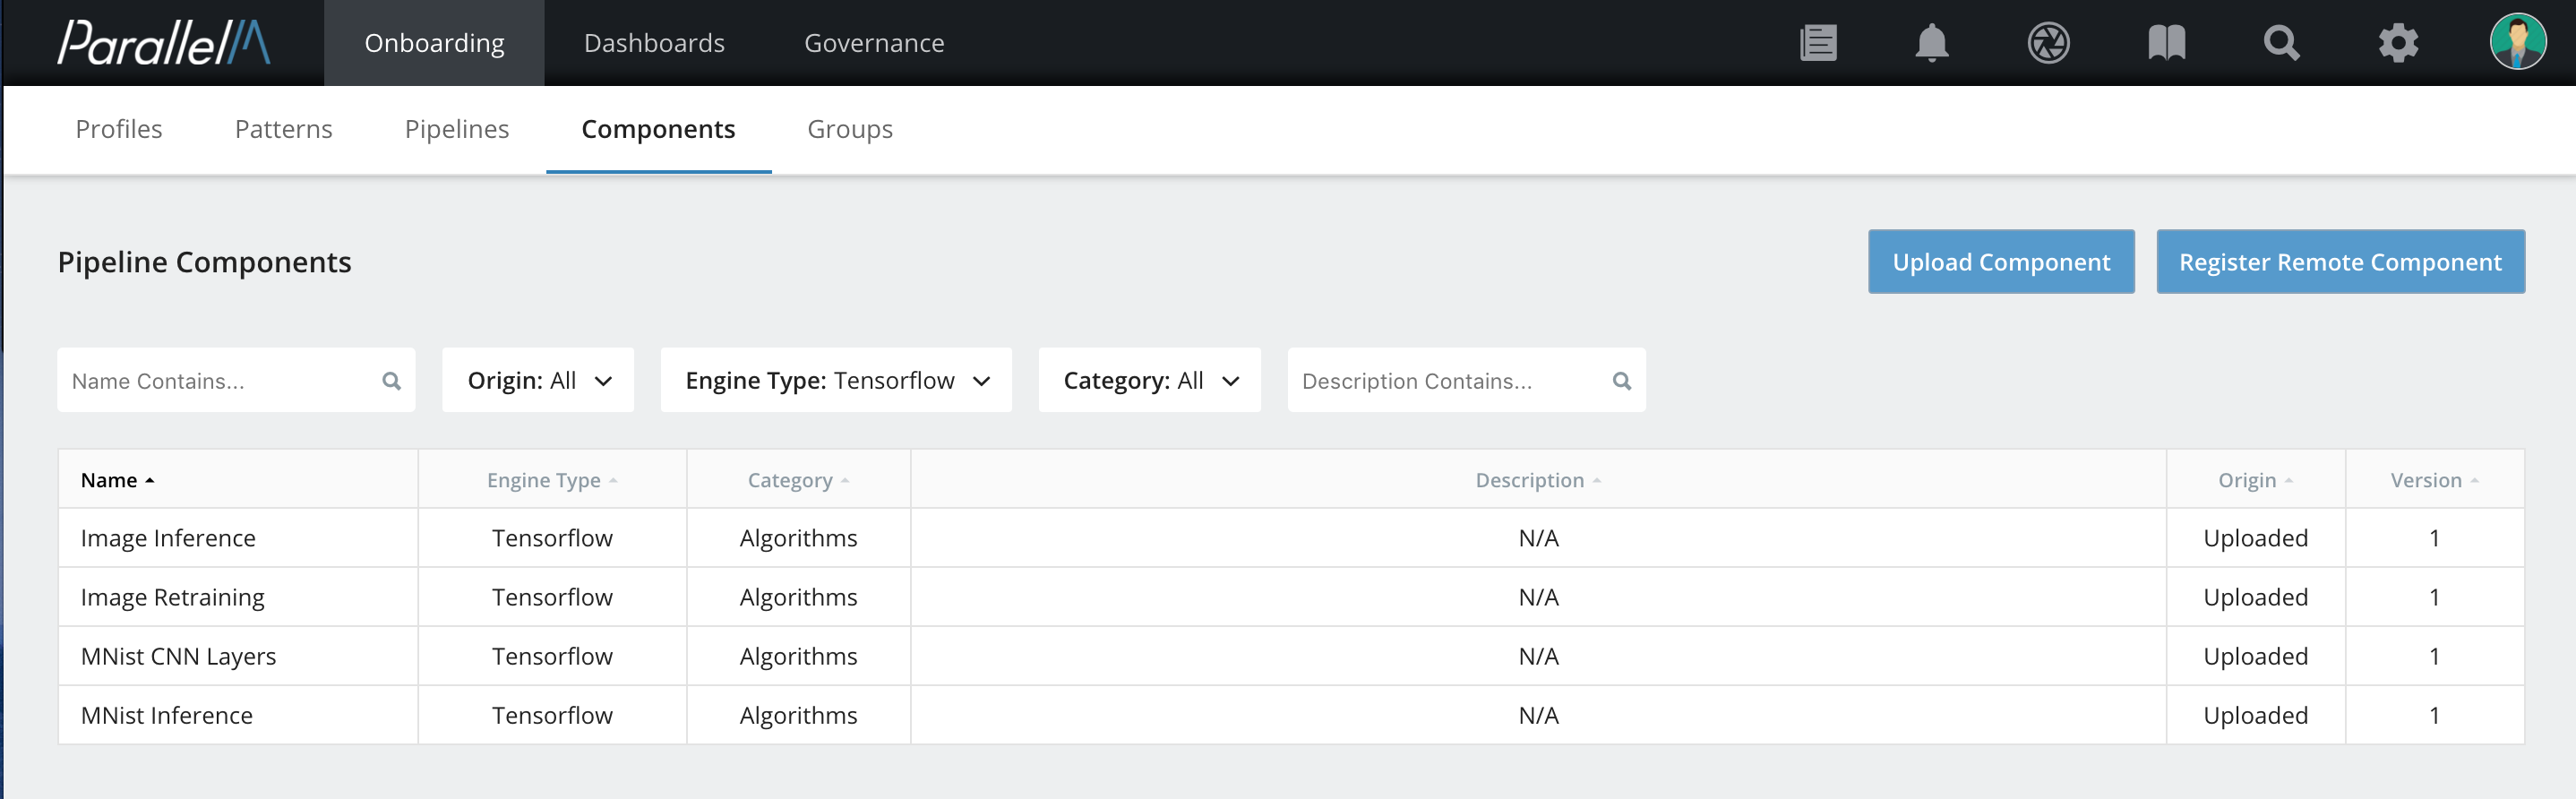 ParallelM
Onboarding
Dashboards
Governance
Profiles
Patterns
Pipelines
Components
Groups
Pipeline Components
Upload Component
Register Remote Component
Name Contains...
Origin: All
Engine Type: Tensorflow
Category: All
Description Contains...
Name Engine Type Category Description Origin Version
Image Inference Tensorflow Algorithms N/A Uploaded 1
Image Retraining Tensorflow Algorithms N/A Uploaded 1
MNist CNN Layers Tensorflow Algorithms N/A Uploaded 1
MNist Inference Tensorflow Algorithms N/A Uploaded 1